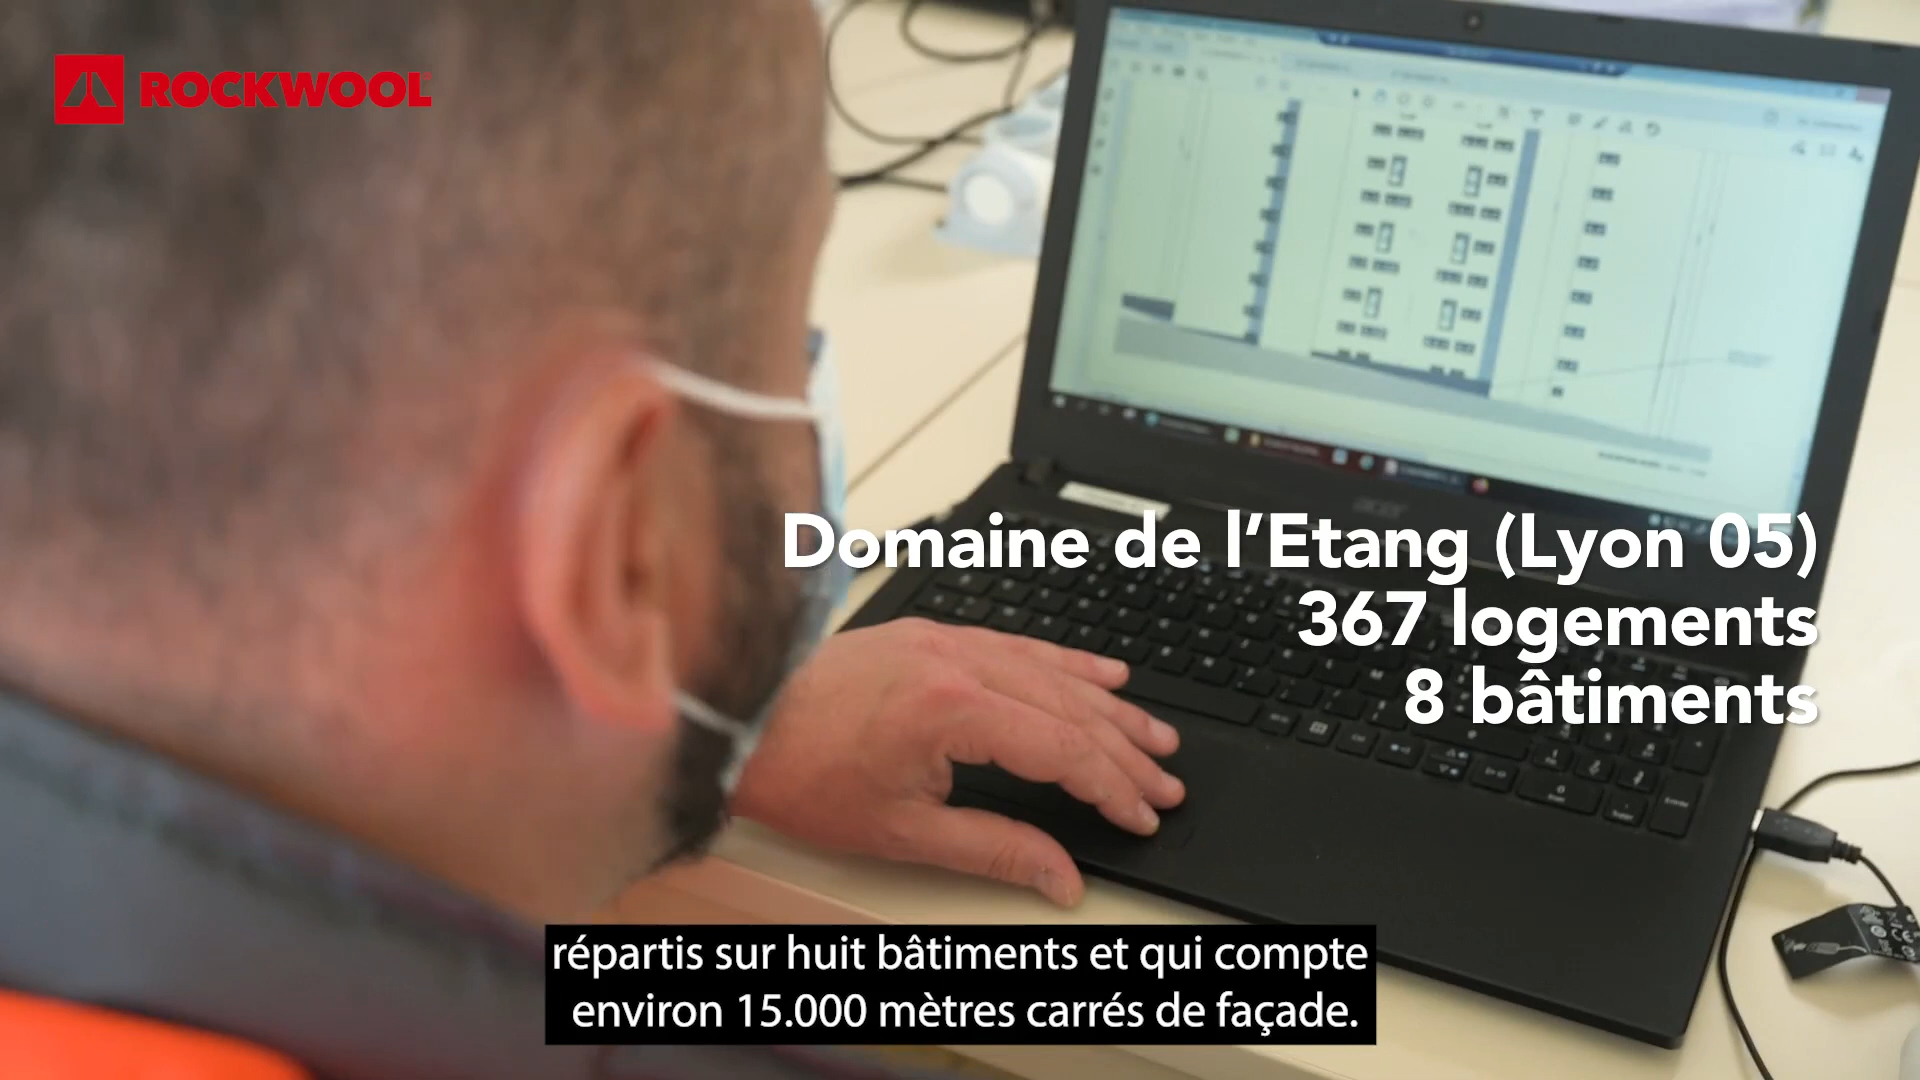 ROCKWOOL
Domaine de l’Etang (Lyon 05)
367 logements
8 bâtiments
répartis sur huit bâtiments et qui compte
environ 15.000 mètres carrés de façade.